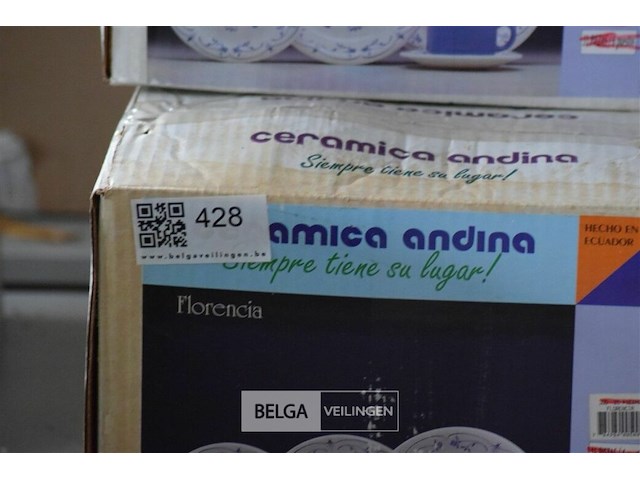 ceramica andina
Siempre tiene su lugar!
428
www.belgaveilingen.be
amica andina
Siempre tiene su lugar!
HECHO EN
ECUADOR
Florencia
BELGA VEILINGEN